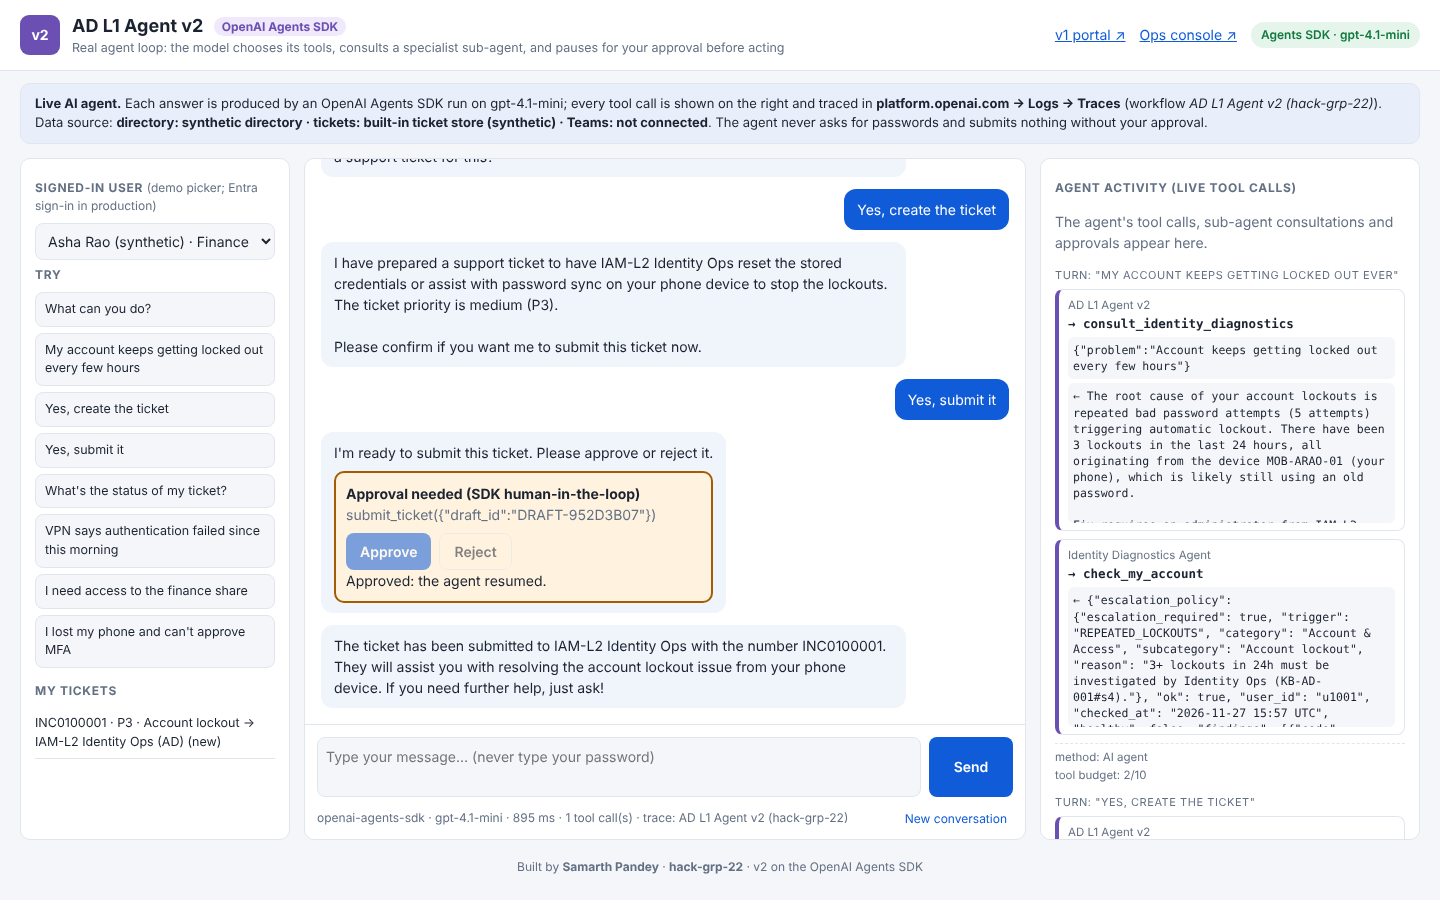 v2
AD L1 Agent v2 OpenAI Agents SDK
Real agent loop: the model chooses its tools, consults a specialist sub-agent, and pauses for your approval before acting
v1 portal ↗ Ops console ↗ Agents SDK · gpt-4.1-mini
Live AI agent. Each answer is produced by an OpenAI Agents SDK run on gpt-4.1-mini; every tool call is shown on the right and traced in platform.openai.com → Logs → Traces (workflow AD L1 Agent v2 (hack-grp-22)).
Data source: directory: synthetic directory · tickets: built-in ticket store (synthetic) · Teams: not connected. The agent never asks for passwords and submits nothing without your approval.
SIGNED-IN USER (demo picker; Entra
sign-in in production)
Asha Rao (synthetic) · Finance
TRY
What can you do?
My account keeps getting locked out
every few hours
Yes, create the ticket
Yes, submit it
What's the status of my ticket?
VPN says authentication failed since
this morning
I need access to the finance share
I lost my phone and can't approve
MFA
MY TICKETS
INC0100001 · P3 · Account lockout →
IAM-L2 Identity Ops (AD) (new)
a support ticket for this?
Yes, create the ticket
I have prepared a support ticket to have IAM-L2 Identity Ops reset the stored
credentials or assist with password sync on your phone device to stop the lockouts.
The ticket priority is medium (P3).
Please confirm if you want me to submit this ticket now.
Yes, submit it
I'm ready to submit this ticket. Please approve or reject it.
Approval needed (SDK human-in-the-loop)
submit_ticket({"draft_id":"DRAFT-952D3B07"})
Approve Reject
Approved: the agent resumed.
The ticket has been submitted to IAM-L2 Identity Ops with the number INC0100001.
They will assist you with resolving the account lockout issue from your phone
device. If you need further help, just ask!
Type your message... (never type your password)
Send
openai-agents-sdk · gpt-4.1-mini · 895 ms · 1 tool call(s) · trace: AD L1 Agent v2 (hack-grp-22)
New conversation
AGENT ACTIVITY (LIVE TOOL CALLS)
The agent's tool calls, sub-agent consultations and
approvals appear here.
TURN: "MY ACCOUNT KEEPS GETTING LOCKED OUT EVER"
AD L1 Agent v2
→ consult_identity_diagnostics
{"problem":"Account keeps getting locked out
every few hours"}
← The root cause of your account lockouts is
repeated bad password attempts (5 attempts)
triggering automatic lockout. There have been
3 lockouts in the last 24 hours, all
originating from the device MOB-ARAO-01 (your
phone), which is likely still using an old
password.
Fix requires an administrator from IAM-L2
Identity Diagnostics Agent
→ check_my_account
← {"escalation_policy":
{"escalation_required": true, "trigger":
"REPEATED_LOCKOUTS", "category": "Account &
Access", "subcategory": "Account lockout",
"reason": "3+ lockouts in 24h must be
investigated by Identity Ops (KB-AD-
001#s4)."}, "ok": true, "user_id": "u1001",
"checked_at": "2026-11-27 15:57 UTC",
"healthy": false, "findings": [{"code":
method: AI agent
tool budget: 2/10
TURN: "YES, CREATE THE TICKET"
AD L1 Agent v2
Built by Samarth Pandey · hack-grp-22 · v2 on the OpenAI Agents SDK